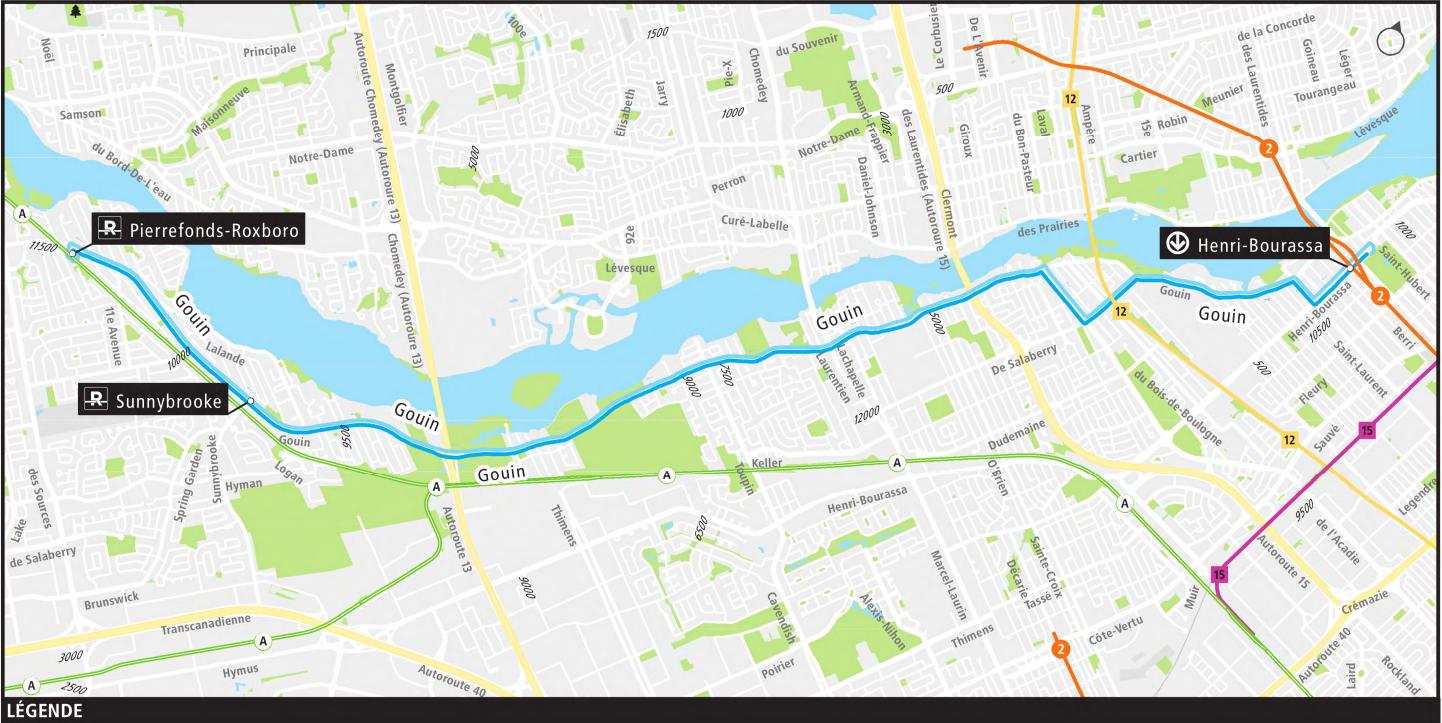 Noël
Principale
100e
1500
du Souvenir
Le Corbusier
De L'Avenir
de la Concorde
des Laurentides
Goineau
Léger
Tourangeau
Autoroute Chomedey (Autoroure 13)
Montgolfier
Pie-X
Chomedey
Jarry
Élisabeth
Samson
Maisonneuve
1000
Armand-Frappier
3000
500
12
Ampère
Laval
Meunier
15e
Robin
Lévesque
des Laurentides (Autoroure 15)
Giroux
du Bon-Pasteur
Cartier
2
du Bord-De-L'eau
Notre-Dame
5000
Notre-Dame
Perron
Daniel-Johnson
Clermont
A
Pierrefonds-Roxboro
11500
Curé-Labelle
92e
des Prairies
Henri-Bourassa
1000
Saint-Hubert
Chomedey (Autoroure 13)
Lévesque
Gouin
11e Avenue
10000
Lalande
Gouin
5000
Gouin
Gouin
12
Henri-Bourassa
10500
2
Berri
Sunnybrooke
Gouin
Gouin
9500
9000
7500
Lachapelle
Laurentien
12000
De Salaberry
du Bois-de-Boulogne
500
Saint-Laurent
Fleury
Sauvé
15
12
Gouin
Gouin
Logan
Hyman
Sunnybrooke
Spring Garden
des Sources
Lake
de Salaberry
A
A
Toupin
Keller
A
Dudemaine
O'Brien
A
Henri-Bourassa
6500
Thimens
Autoroute 13
9000
Legendre
9500
de l'Acadie
Autoroute 15
15
Muir
Crémazie
Autoroute 40
Laird
Rockland
Brunswick
Transcanadienne
A
3000
A
2500
Hymus
Autoroute 40
Cavendish
Poirier
Alexis-Nihon
Marcel-Laurin
Thimens
Décarie
Sainte-Croix
Tassé
Côte-Vertu
2
LÉGENDE